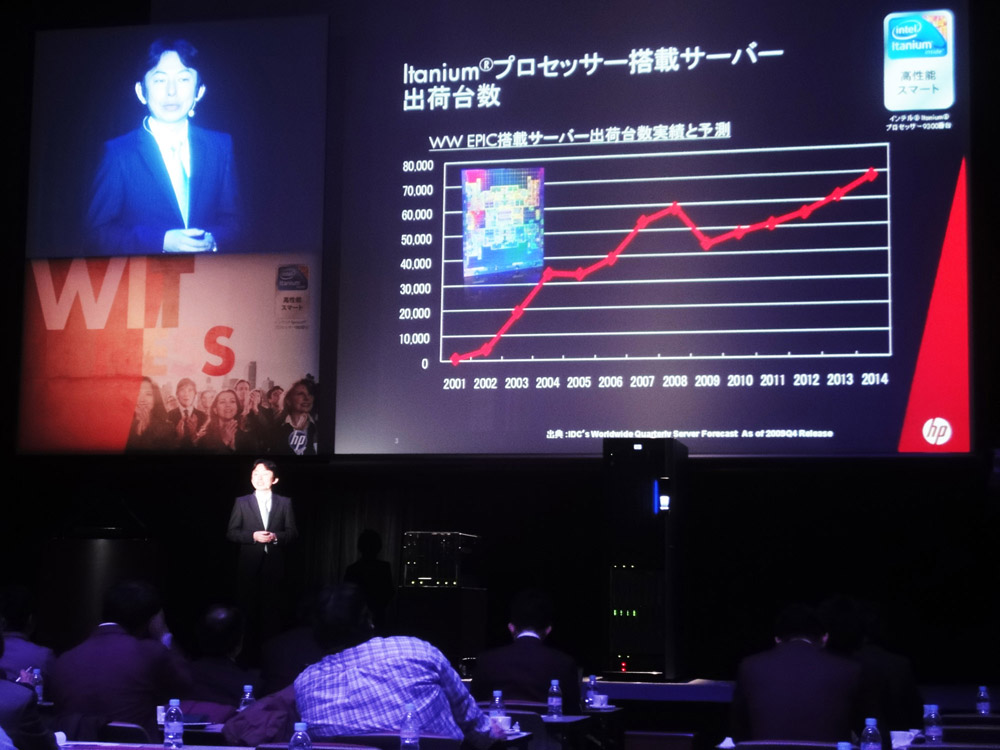 Itanium®プロセッサー搭載サーバー
出荷台数
intel
Itanium
inside
高性能
スマート
インテル® Itanium®
プロセッサー9300番台
WW EPIC搭載サーバー出荷台数実績と予測
80,000
70,000
60,000
50,000
40,000
30,000
20,000
10,000
0
2001 2002 2003 2004 2005 2006 2007 2008 2009 2010 2011 2012 2013 2014
出典:IDC's Worldwide Quarterly Server Forecast As of 2009Q4 Release
2
hp
intel
Itanium
高性能
スマート
hp